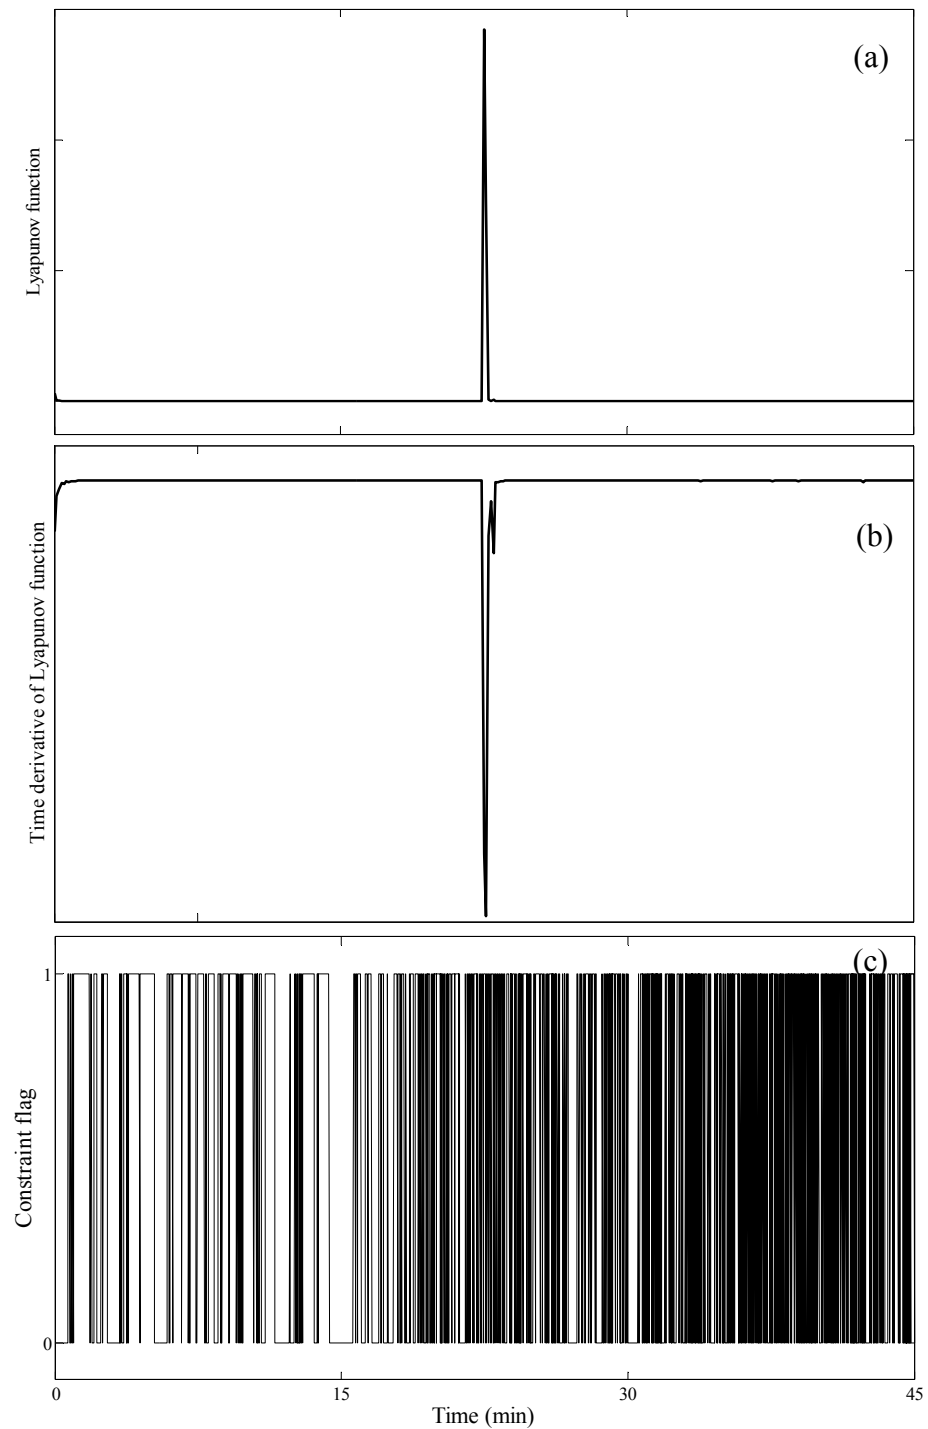 (a)
Lyapunov function
(b)
Time derivative of Lyapunov function
(c)
1
Constraint flag
0
0 15 30 45
Time (min)